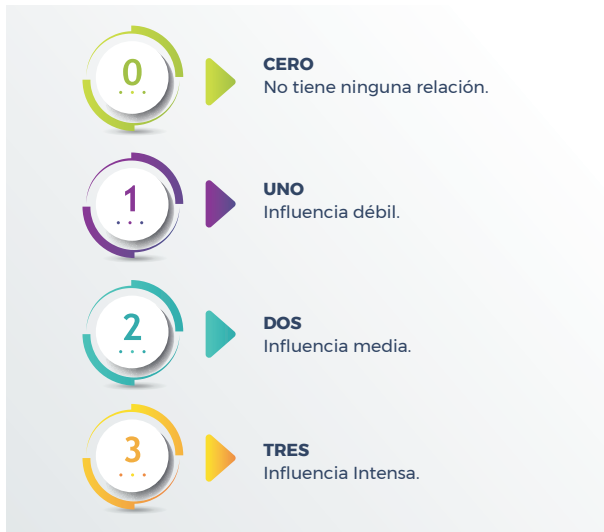 0
CERO
No tiene ninguna relación.
1
UNO
Influencia débil.
2
DOS
Influencia media.
3
TRES
Influencia Intensa.